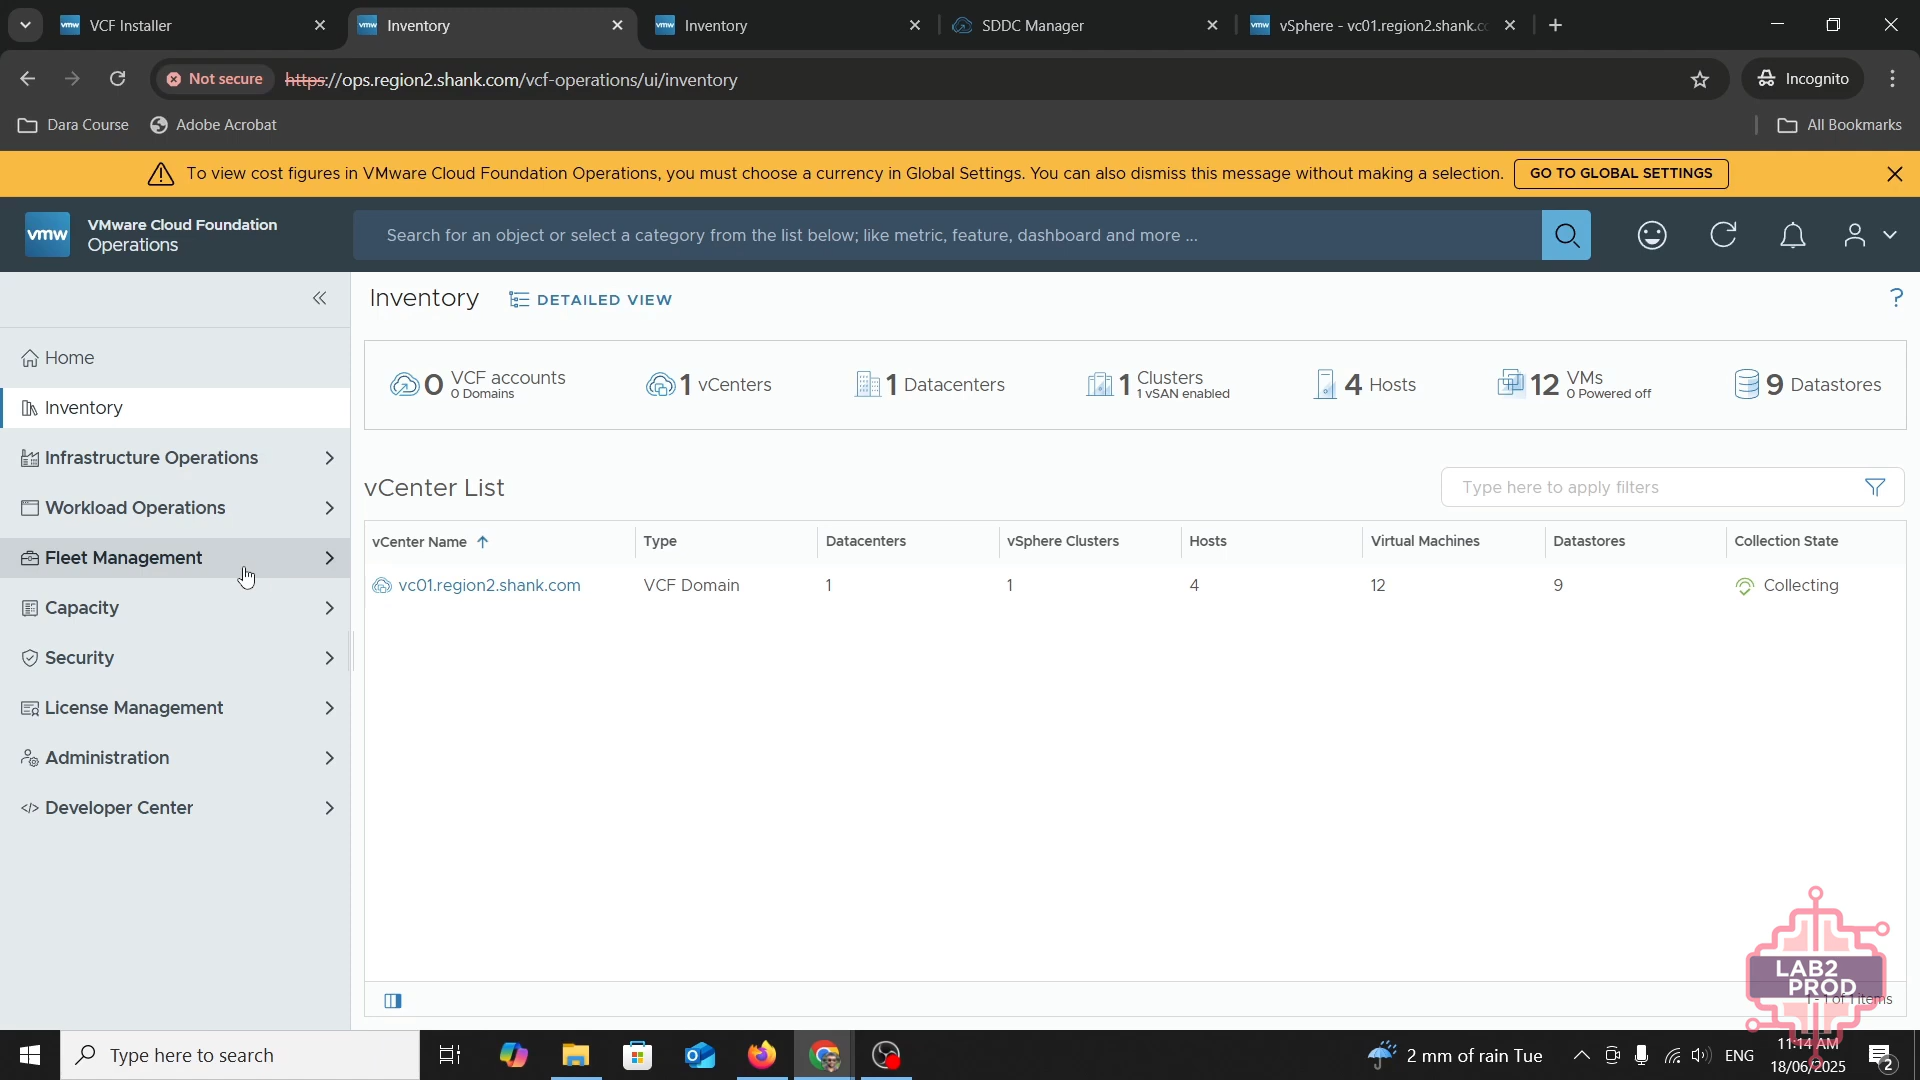 VCF Installer
Inventory
Inventory
SDDC Manager
vSphere - vc01.region2.shank.co
Not secure
https://ops.region2.shank.com/vcf-operations/ui/inventory
Incognito
Dara Course
Adobe Acrobat
All Bookmarks
To view cost figures in VMware Cloud Foundation Operations, you must choose a currency in Global Settings. You can also dismiss this message without making a selection.
GO TO GLOBAL SETTINGS
vmw
VMware Cloud Foundation
Operations
Search for an object or select a category from the list below; like metric, feature, dashboard and more ...
Inventory
DETAILED VIEW
?
Home
Inventory
Infrastructure Operations
Workload Operations
Fleet Management
Capacity
Security
License Management
Administration
Developer Center
0 VCF accounts
0 Domains
1 vCenters
1 Datacenters
1 Clusters
1 vSAN enabled
4 Hosts
12 VMs
0 Powered off
9 Datastores
vCenter List
Type here to apply filters
vCenter Name Type Datacenters vSphere Clusters Hosts Virtual Machines Datastores Collection State
vc01.region2.shank.com VCF Domain 1 1 4 12 9 Collecting
LAB2
PROD
1 - 1 of 1 items
Type here to search
2 mm of rain Tue
ENG
11:14 AM
18/06/2025
2